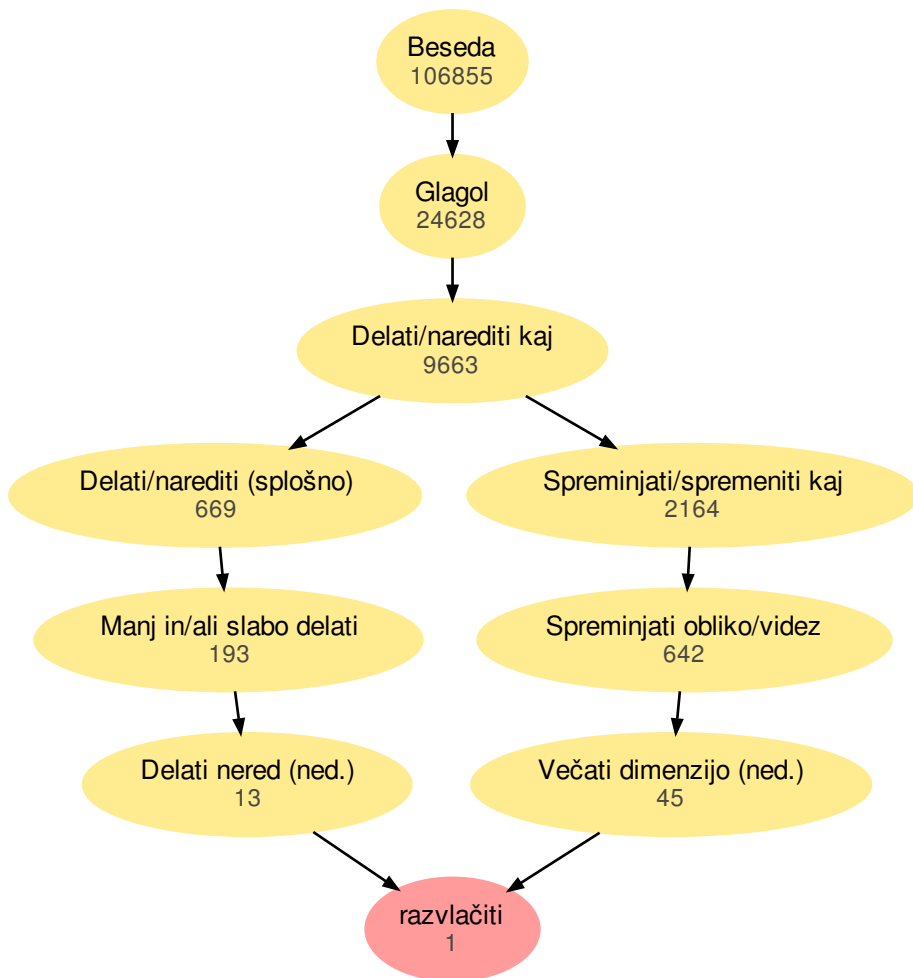 Beseda
106855
Glagol
24628
Delati/narediti kaj
9663
Delati/narediti (splošno)
669
Spreminjati/spremeniti kaj
2164
Manj in/ali slabo delati
193
Spreminjati obliko/videz
642
Delati nered (ned.)
13
Večati dimenzijo (ned.)
45
razvlačiti
1